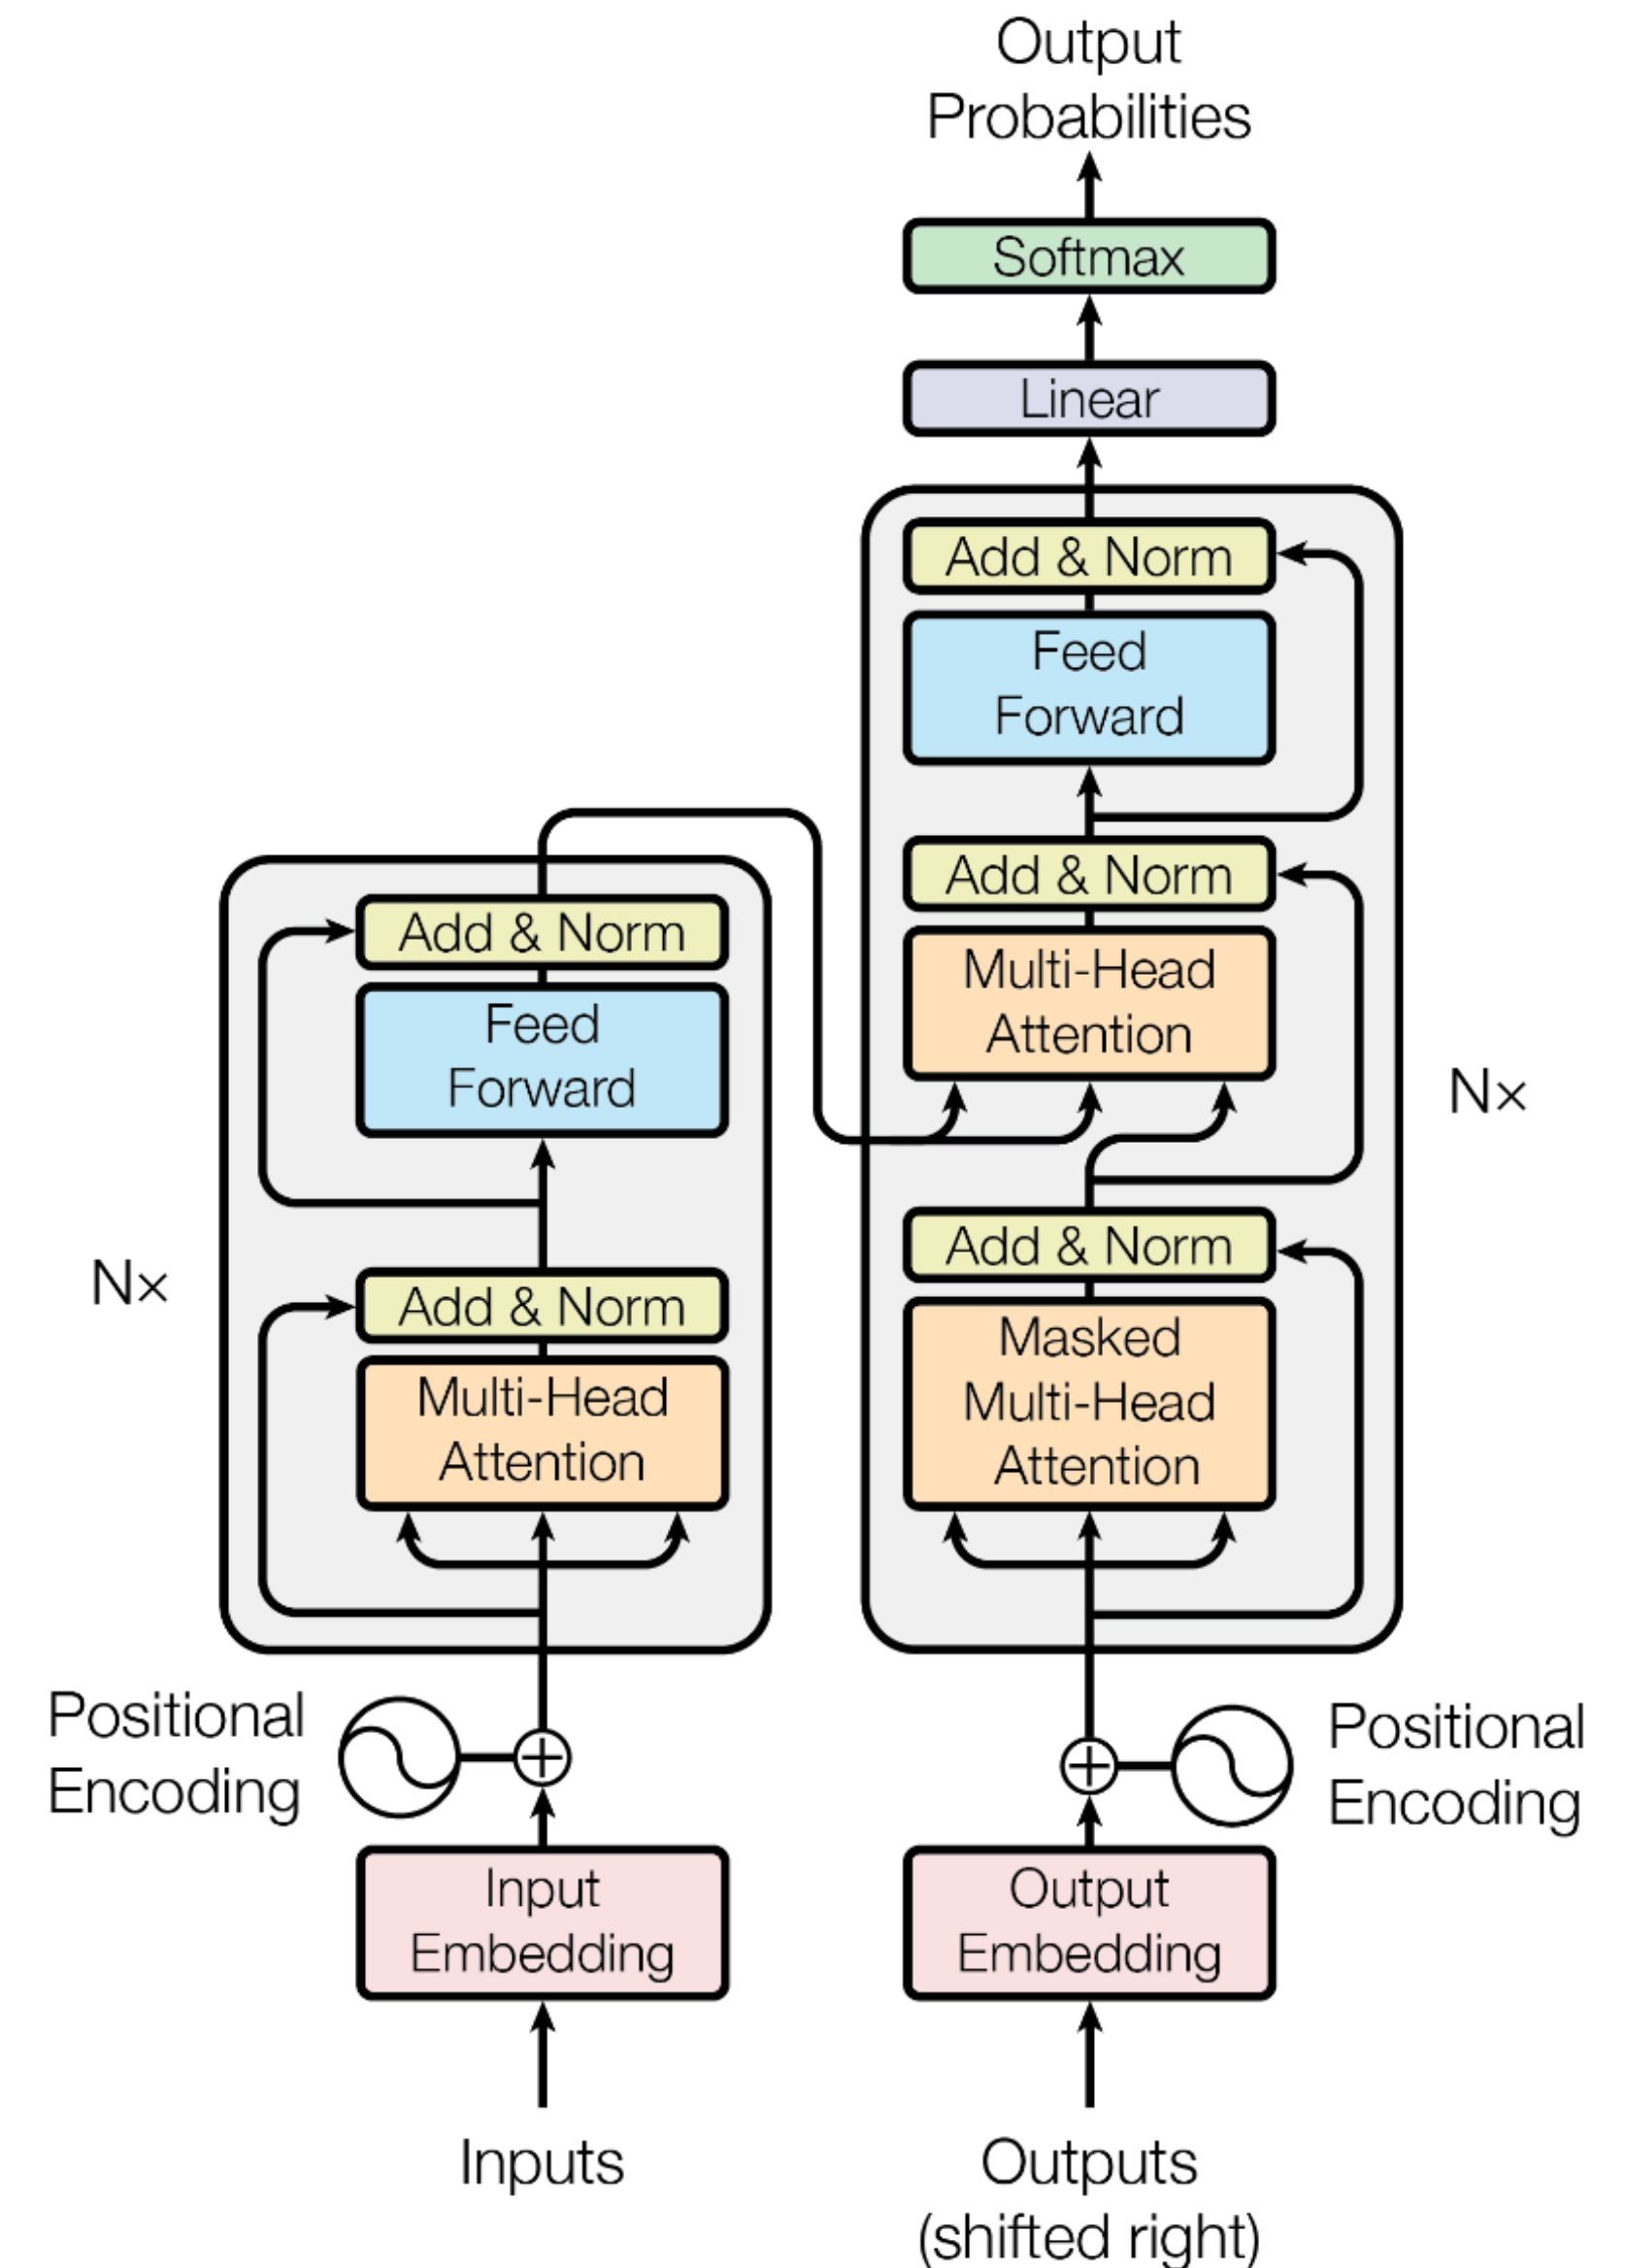 Output
Probabilities
Softmax
Linear
Add & Norm
Feed
Forward
Add & Norm
Multi-Head
Attention
Add & Norm
Masked
Multi-Head
Attention
N×
Add & Norm
Feed
Forward
Add & Norm
Multi-Head
Attention
N×
Positional
Encoding
Positional
Encoding
Input
Embedding
Output
Embedding
Inputs
Outputs
(shifted right)